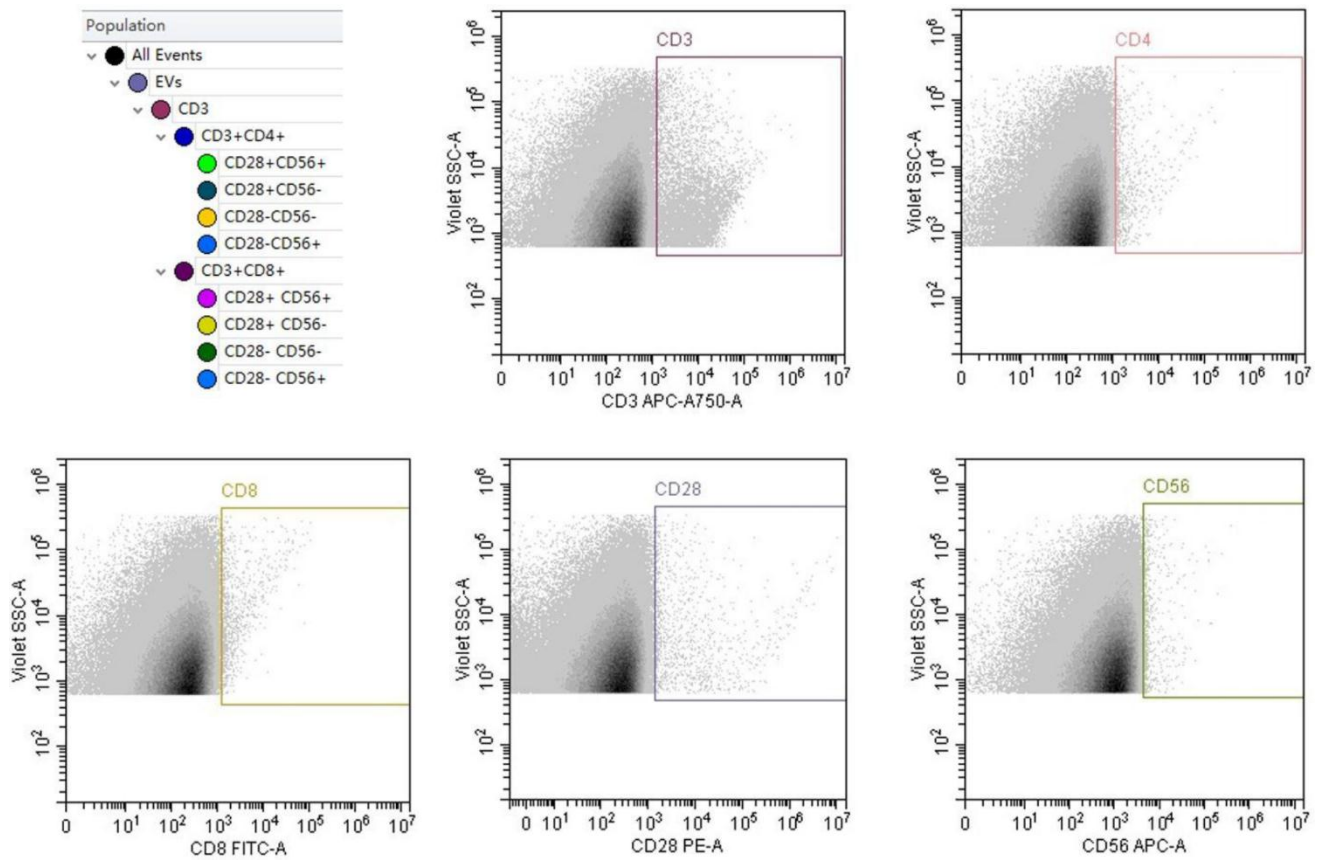 Population
All Events
EVs
CD3
CD3+CD4+
CD28+CD56+
CD28+CD56-
CD28-CD56-
CD28-CD56+
CD3+CD8+
CD28+ CD56+
CD28+ CD56-
CD28- CD56-
CD28- CD56+
CD3
Violet SSC-A
10⁶
10⁵
10⁴
10³
10²
0 10¹ 10² 10³ 10⁴ 10⁵ 10⁶ 10⁷
CD3 APC-A750-A
CD4
Violet SSC-A
10⁶
10⁵
10⁴
10³
10²
0 10¹ 10² 10³ 10⁴ 10⁵ 10⁶ 10⁷
CD8
Violet SSC-A
10⁶
10⁵
10⁴
10³
10²
0 10¹ 10² 10³ 10⁴ 10⁵ 10⁶ 10⁷
CD8 FITC-A
CD28
Violet SSC-A
10⁶
10⁵
10⁴
10³
10²
0 10¹ 10² 10³ 10⁴ 10⁵ 10⁶ 10⁷
CD28 PE-A
CD56
Violet SSC-A
10⁶
10⁵
10⁴
10³
10²
0 10¹ 10² 10³ 10⁴ 10⁵ 10⁶ 10⁷
CD56 APC-A